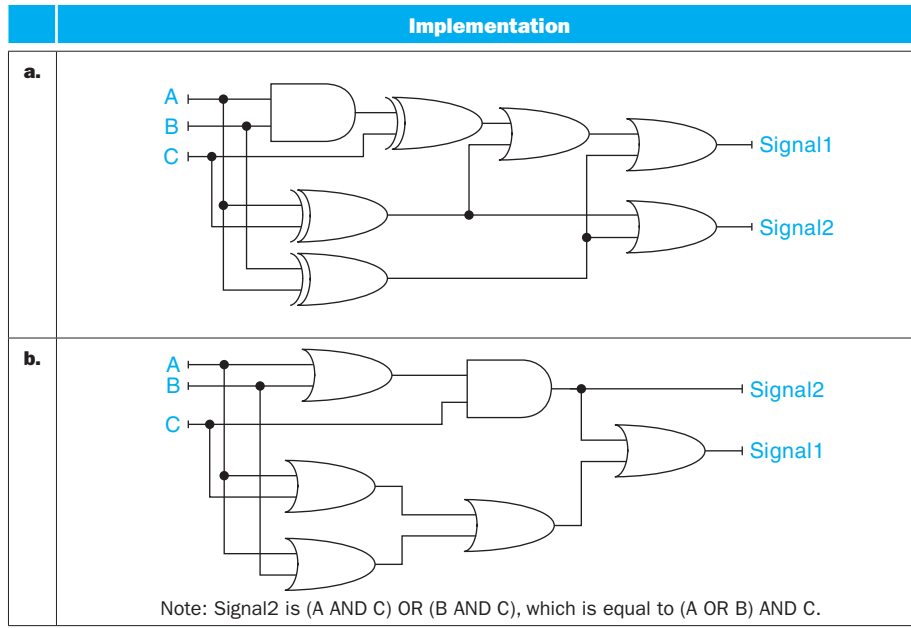 Implementation
a.
A
B
C
Signal1
Signal2
b.
A
B
C
Signal2
Signal1
Note: Signal2 is (A AND C) OR (B AND C), which is equal to (A OR B) AND C.